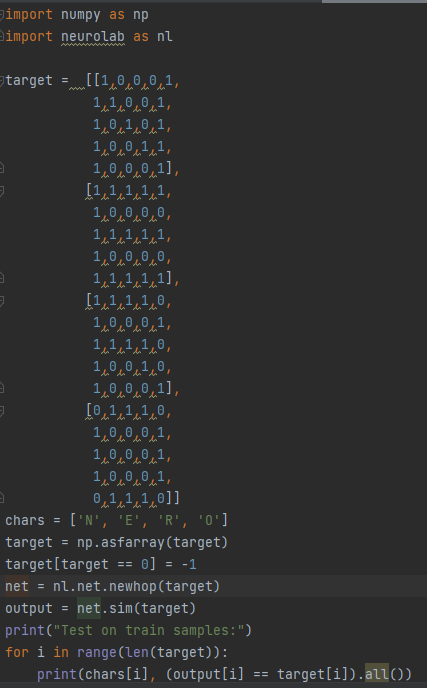 import numpy as np
import neurolab as nl
target =  [[1,0,0,0,1,
1,1,0,0,1,
1,0,1,0,1,
1,0,0,1,1,
1,0,0,0,1],
[1,1,1,1,1,
1,0,0,0,0,
1,1,1,1,1,
1,0,0,0,0,
1,1,1,1,1],
[1,1,1,1,0,
1,0,0,0,1,
1,1,1,1,0,
1,0,0,1,0,
1,0,0,0,1],
[0,1,1,1,0,
1,0,0,0,1,
1,0,0,0,1,
1,0,0,0,1,
0,1,1,1,0]]
chars = ['N', 'E', 'R', 'O']
target = np.asfarray(target)
target[target == 0] = -1
net = nl.net.newhop(target)
output = net.sim(target)
print("Test on train samples:")
for i in range(len(target)):
print(chars[i], (output[i] == target[i]).all())